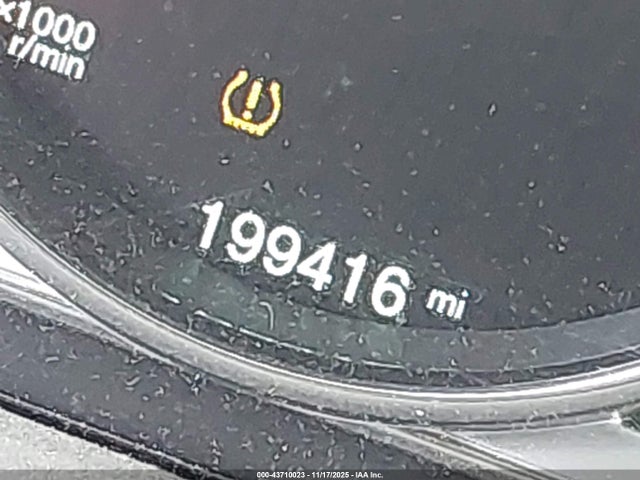 x1000
r/min
199416 mi
000-43710023 - 11/17/2025 - IAA Inc.